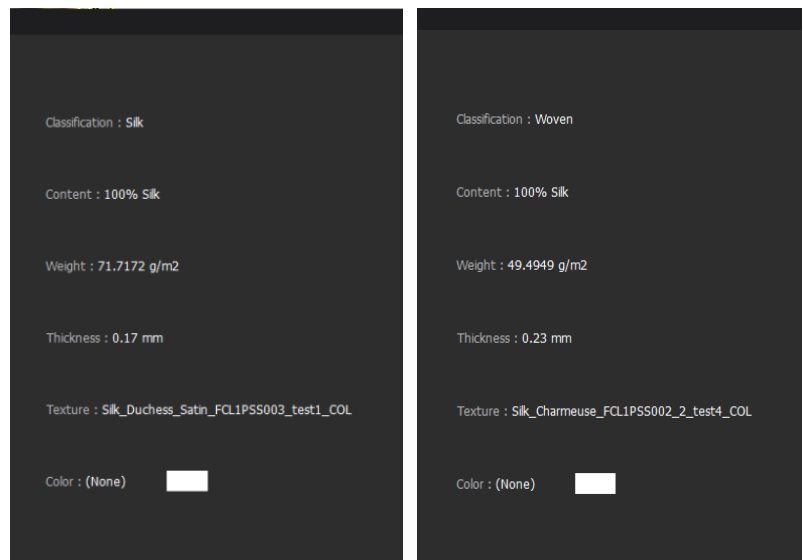 Classification : Silk
Content : 100% Silk
Weight : 71.7172 g/m2
Thickness : 0.17 mm
Texture : Silk_Duchess_Satin_FCL1PSS003_test1_COL
Color : (None)
Classification : Woven
Content : 100% Silk
Weight : 49.4949 g/m2
Thickness : 0.23 mm
Texture : Silk_Charmeuse_FCL1PSS002_2_test4_COL
Color : (None)